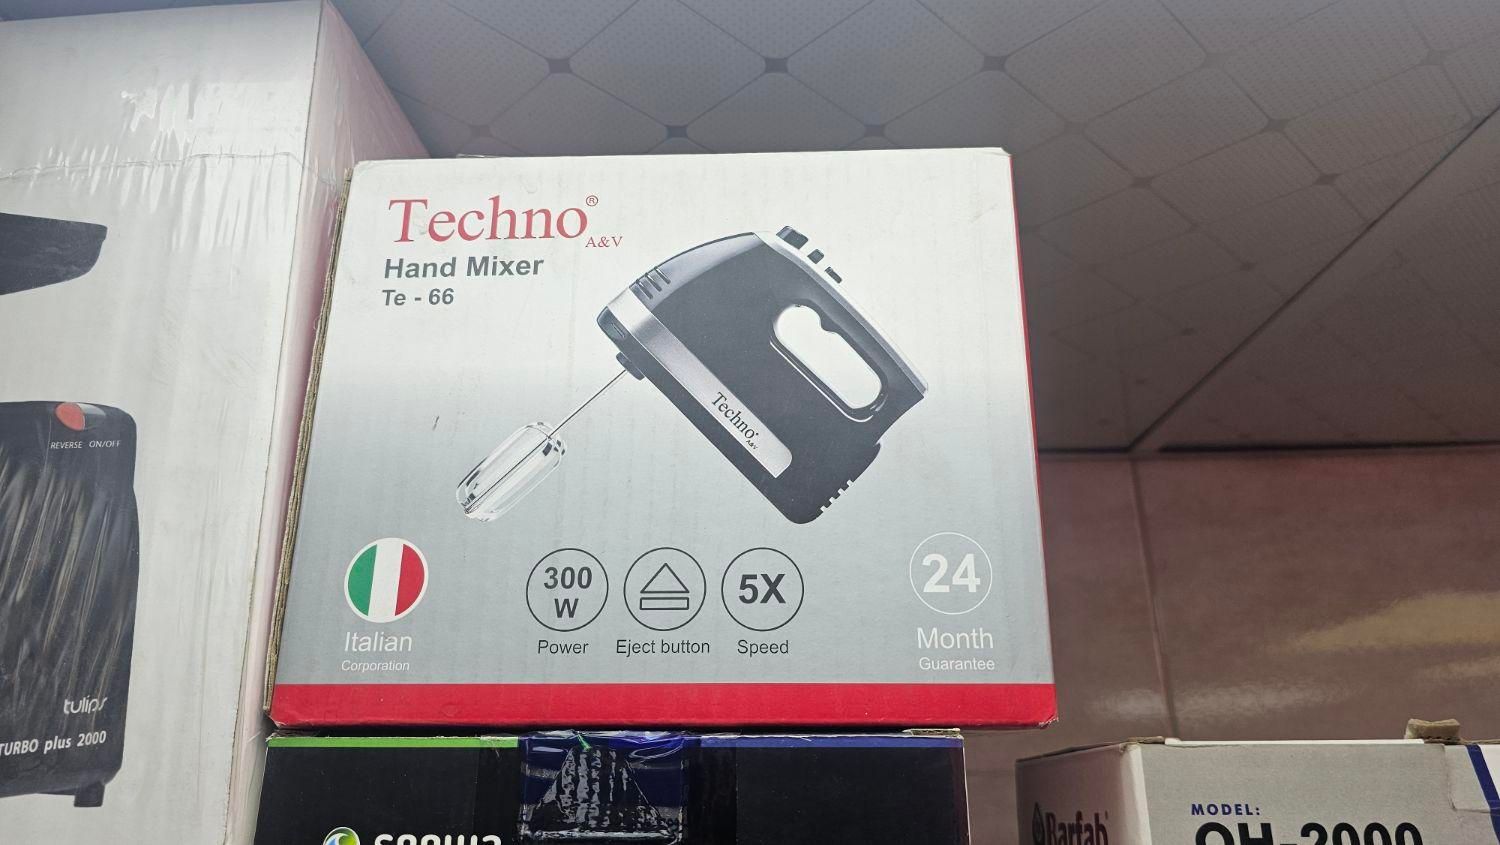 Techno®
A&V
Hand Mixer
Te - 66
Techno
A&V
Italian
Corporation
300
W
Power
Eject button
5X
Speed
24
Month
Guarantee
REVERSE ON/OFF
tulips
TURBO plus 2000
Barfab
MODEL:
OH-2000